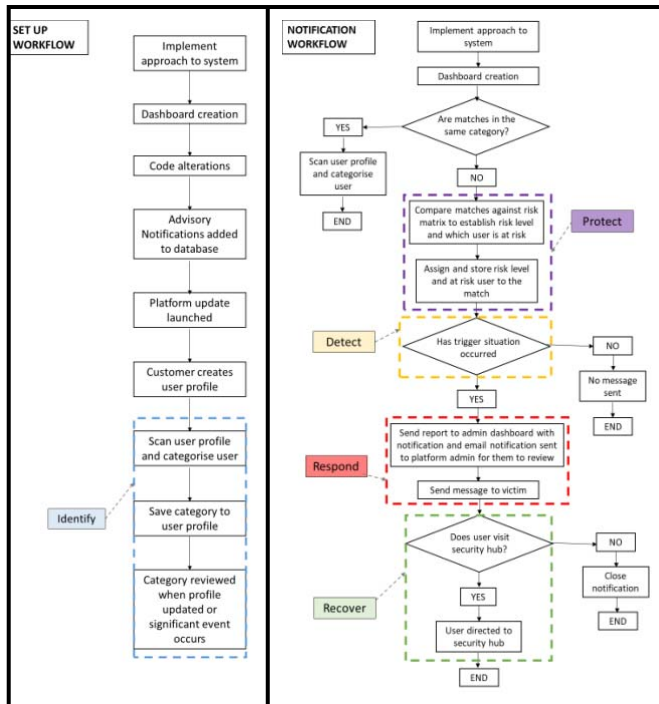 SET UP
WORKFLOW
Implement
approach to system
Dashboard creation
Code alterations
Advisory
Notifications added
to database
Platform update
launched
Customer creates
user profile
Scan user profile
and categorise user
Identify
Save category to
user profile
Category reviewed
when profile
updated or
significant event
occurs
NOTIFICATION
WORKFLOW
Implement
approach to system
Dashboard creation
Are matches in the
same category?
YES
Scan user profile
and categorise
user
END
NO
Compare matches against risk
matrix to establish risk level
and which user is at risk
Protect
Assign and store risk level
and at risk user to the
match
Detect
Has trigger situation
occurred
NO
No message
sent
END
YES
Send report to admin dashboard with
notification and email notification sent
to platform admin for them to review
Respond
Send message to victim
Does user visit
security hub?
NO
Close
notification
END
YES
Recover
User directed to
security hub
END